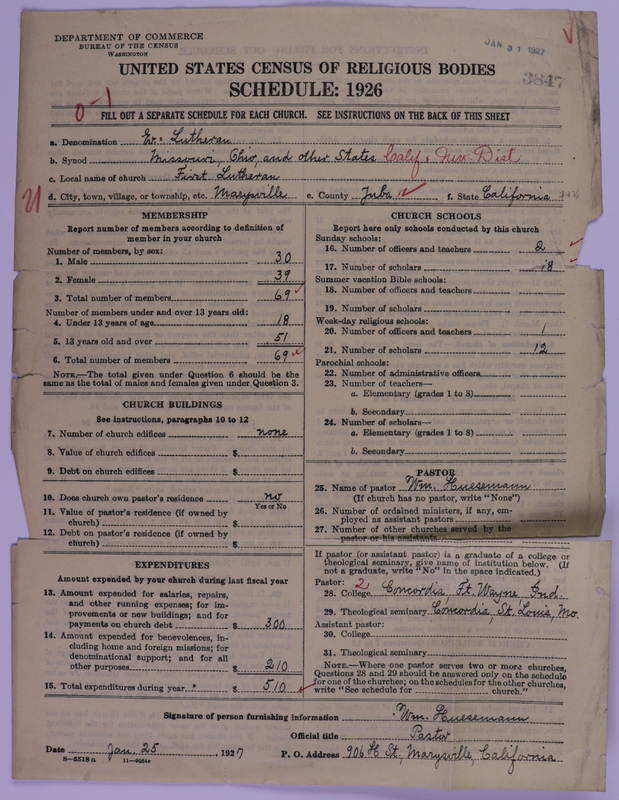 DEPARTMENT OF COMMERCE
BUREAU OF THE CENSUS
WASHINGTON
JAN 31 1927
3847
UNITED STATES CENSUS OF RELIGIOUS BODIES
SCHEDULE: 1926
0-1
FILL OUT A SEPARATE SCHEDULE FOR EACH CHURCH. SEE INSTRUCTIONS ON THE BACK OF THIS SHEET
a. Denomination Ev. Lutheran
b. Synod Missouri, Ohio, and other States Calif & Nev. Dist
c. Local name of church First Lutheran
21
d. City, town, village, or township, etc. Marysville e. County Yuba f. State California
MEMBERSHIP
Report number of members according to definition of
member in your church
Number of members, by sex:
1. Male 30
2. Female 39
3. Total number of members 69
Number of members under and over 13 years old:
4. Under 13 years of age 18
5. 13 years old and over 51
6. Total number of members 69
NOTE.—The total given under Question 6 should be
same as the total of males and females given under Question 3.
CHURCH BUILDINGS
See instructions, paragraphs 10 to 12
7. Number of church edifices none
8. Value of church edifices $
9. Debt on church edifices $
10. Does church own pastor's residence no
Yes or No
11. Value of pastor's residence (if owned by
church) $
12. Debt on pastor's residence (if owned by
church) $
EXPENDITURES
Amount expended by your church during last fiscal year
13. Amount expended for salaries, repairs,
and other running expenses; for im-
provements or new buildings; and for
payments on church debt $ 300
14. Amount expended for benevolences, in-
cluding home and foreign missions; for
denominational support; and for all
other purposes $ 210
15. Total expenditures during year $ 510
CHURCH SCHOOLS
Report here only schools conducted by this church
Sunday schools:
16. Number of officers and teachers 2
17. Number of scholars 18
Summer vacation Bible schools:
18. Number of officers and teachers
19. Number of scholars
Week-day religious schools:
20. Number of officers and teachers 1
21. Number of scholars 12
Parochial schools:
22. Number of administrative officers
23. Number of teachers—
a. Elementary (grades 1 to 8)
b. Secondary
24. Number of scholars—
a. Elementary (grades 1 to 8)
b. Secondary
PASTOR
25. Name of pastor Wm. Huesemann
(If church has no pastor, write "None")
26. Number of ordained ministers, if any, em-
ployed as assistant pastors
27. Number of other churches served by the
pastor or his assistants
If pastor (or assistant pastor) is a graduate of a college or
theological seminary, give name of institution below. (If
not a graduate, write "No" in the space indicated.)
Pastor: 2
28. College Concordia Ft. Wayne Ind.
29. Theological seminary Concordia, St. Louis, Mo.
Assistant pastor:
30. College
31. Theological seminary
NOTE.—Where one pastor serves two or more churches,
Questions 28 and 29 should be answered only on the schedule
for one of the churches; on the schedules for the other churches,
write "See schedule for church."
Signature of person furnishing information Wm. Huesemann
Official title Pastor
Date Jan. 25, 1927 P. O. Address 906 H St., Marysville, California
8-5518 a